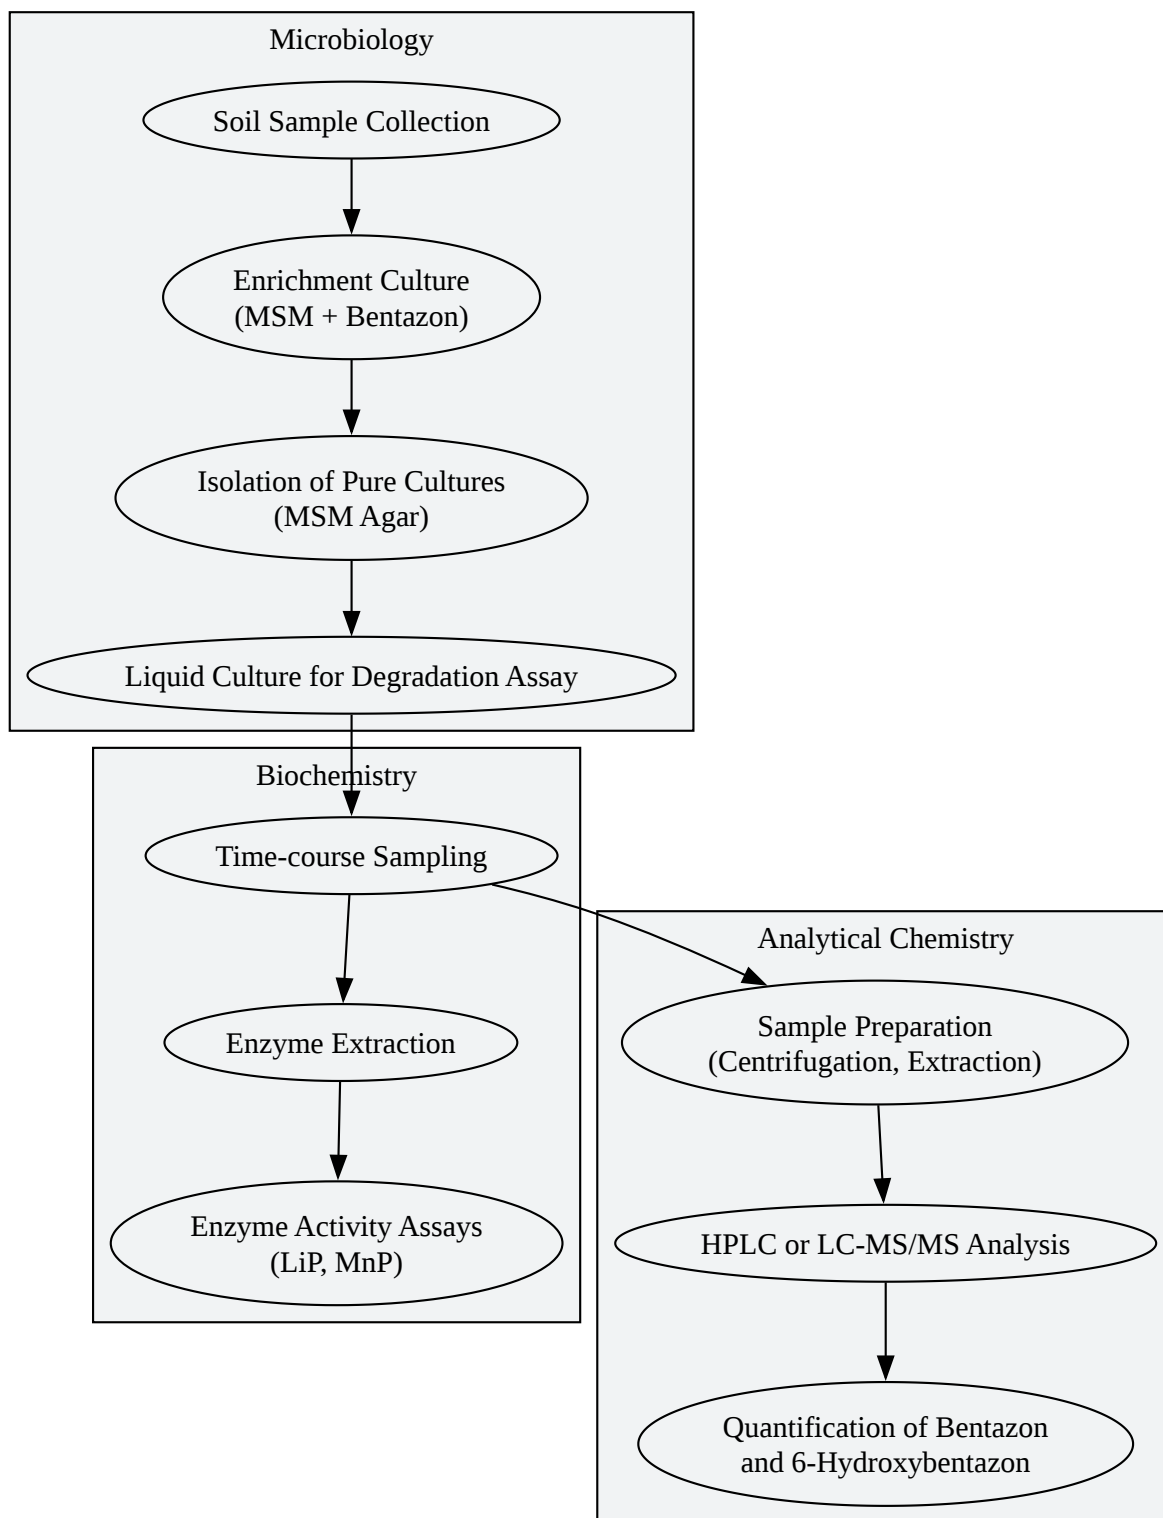 Microbiology
Soil Sample Collection
Enrichment Culture
(MSM + Bentazon)
Isolation of Pure Cultures
(MSM Agar)
Liquid Culture for Degradation Assay
Biochemistry
Time-course Sampling
Enzyme Extraction
Enzyme Activity Assays
(LiP, MnP)
Analytical Chemistry
Sample Preparation
(Centrifugation, Extraction)
HPLC or LC-MS/MS Analysis
Quantification of Bentazon
and 6-Hydroxybentazon